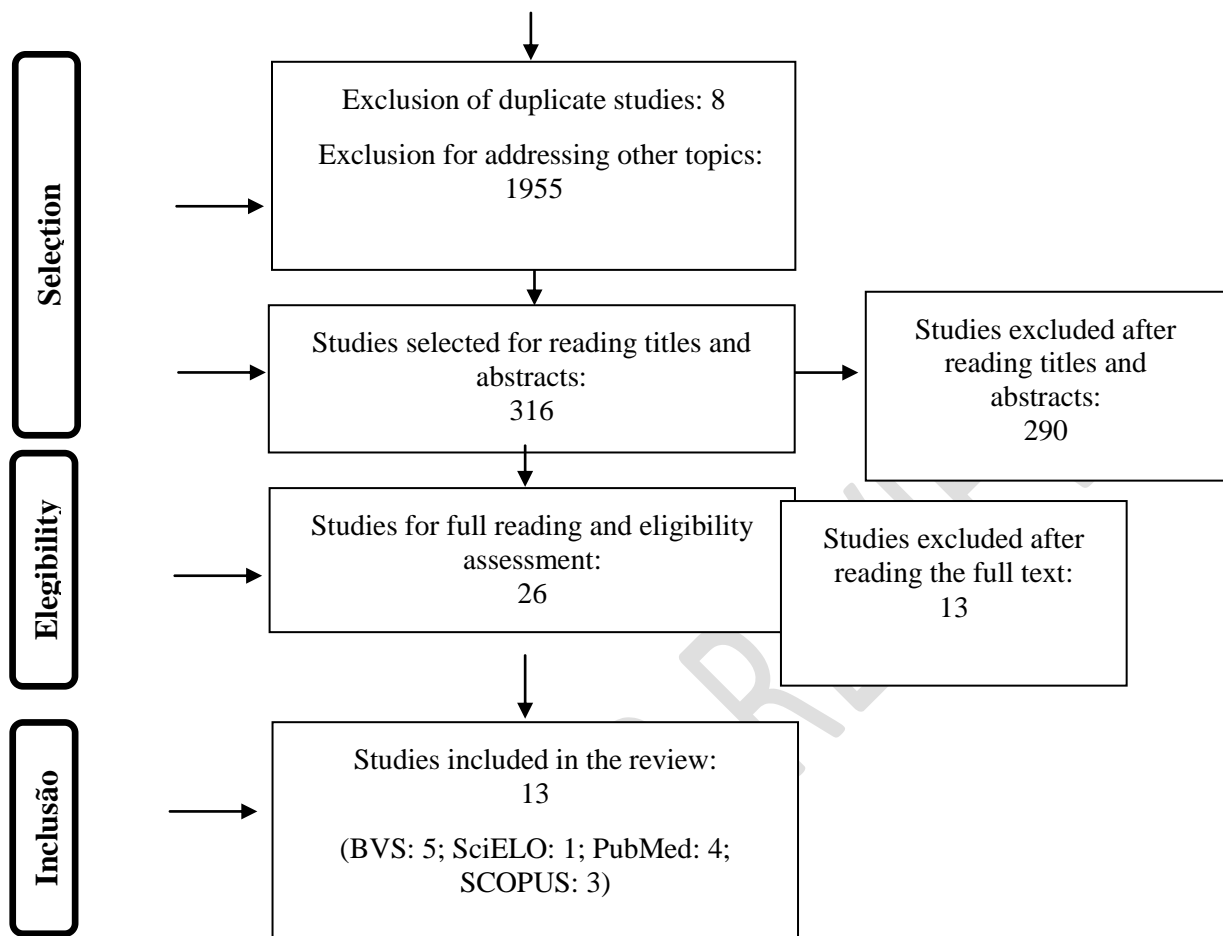 Selection
Exclusion of duplicate studies: 8
Exclusion for addressing other topics:
1955
Studies selected for reading titles and
abstracts:
316
Studies excluded after
reading titles and
abstracts:
290
Elegibility
Studies for full reading and eligibility
assessment:
26
Studies excluded after
reading the full text:
13
Inclusão
Studies included in the review:
13
(BVS: 5; SciELO: 1; PubMed: 4;
SCOPUS: 3)